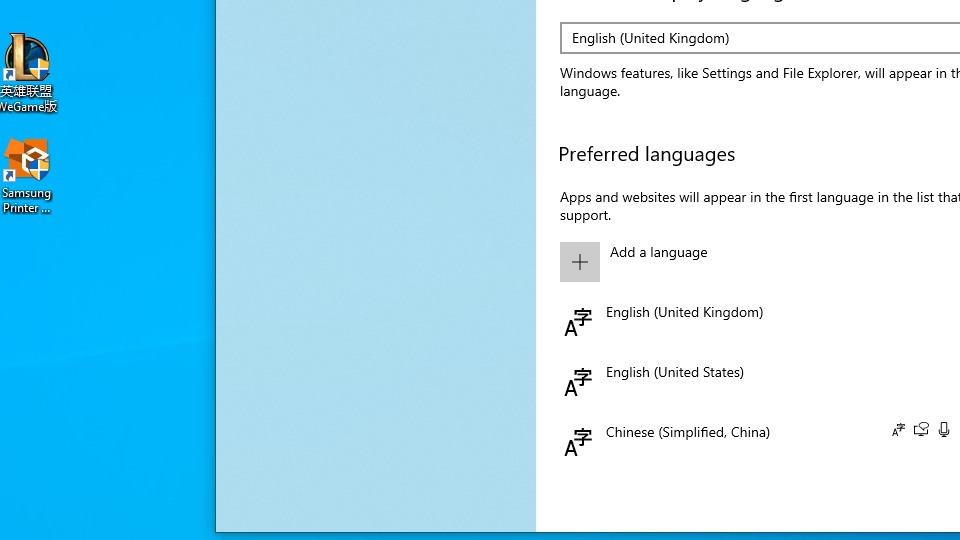 英雄联盟
WeGame版
Samsung
Printer ...
English (United Kingdom)
Windows features, like Settings and File Explorer, will appear in
language.
Preferred languages
Apps and websites will appear in the first language in the list that
support.
Add a language
English (United Kingdom)
English (United States)
Chinese (Simplified, China)